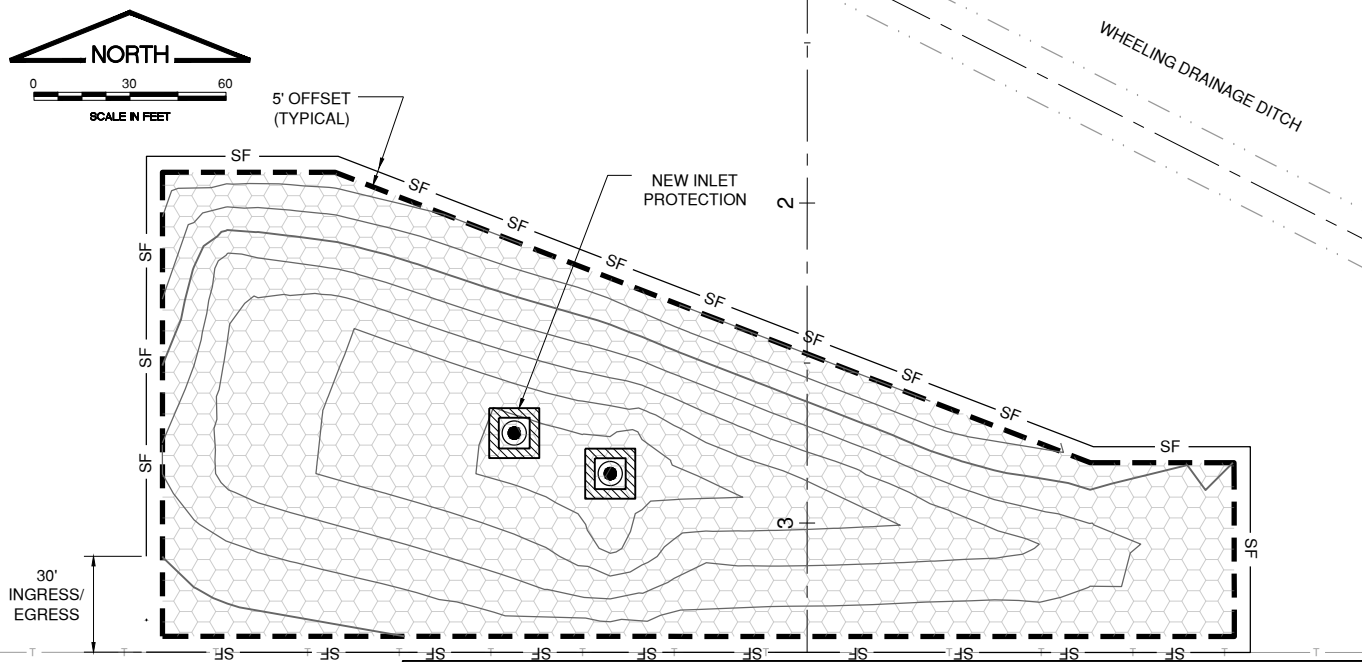 NORTH
0 30 60
SCALE IN FEET
5' OFFSET
(TYPICAL)
WHEELING DRAINAGE DITCH
NEW INLET
PROTECTION
2
3
SF
SF
SF
SF
SF
SF
SF
SF
SF
SF
SF
SF
SF
SF
30'
INGRESS/
EGRESS
T T SF T SF T SF T SF T SF T SF T SF T SF T SF T SF T T